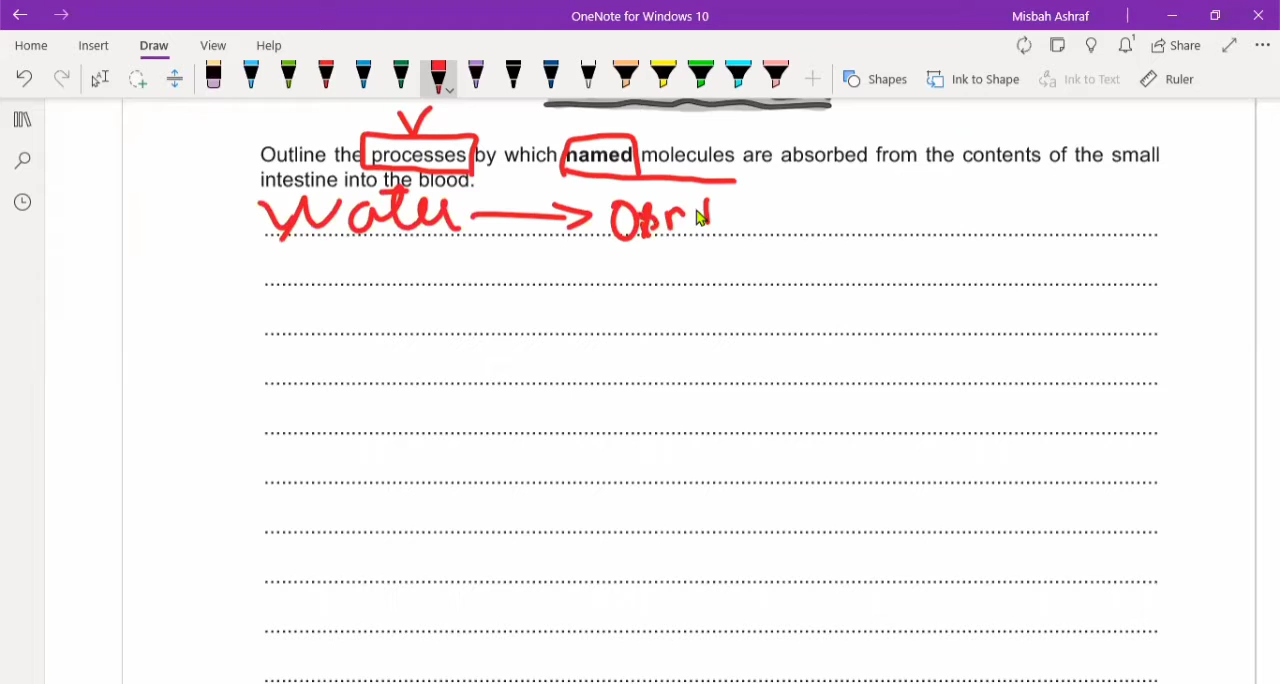 OneNote for Windows 10
Misbah Ashraf
Home Insert Draw View Help
Share
Shapes Ink to Shape Ink to Text Ruler
Outline the processes by which named molecules are absorbed from the contents of the small
intestine into the blood.
Water